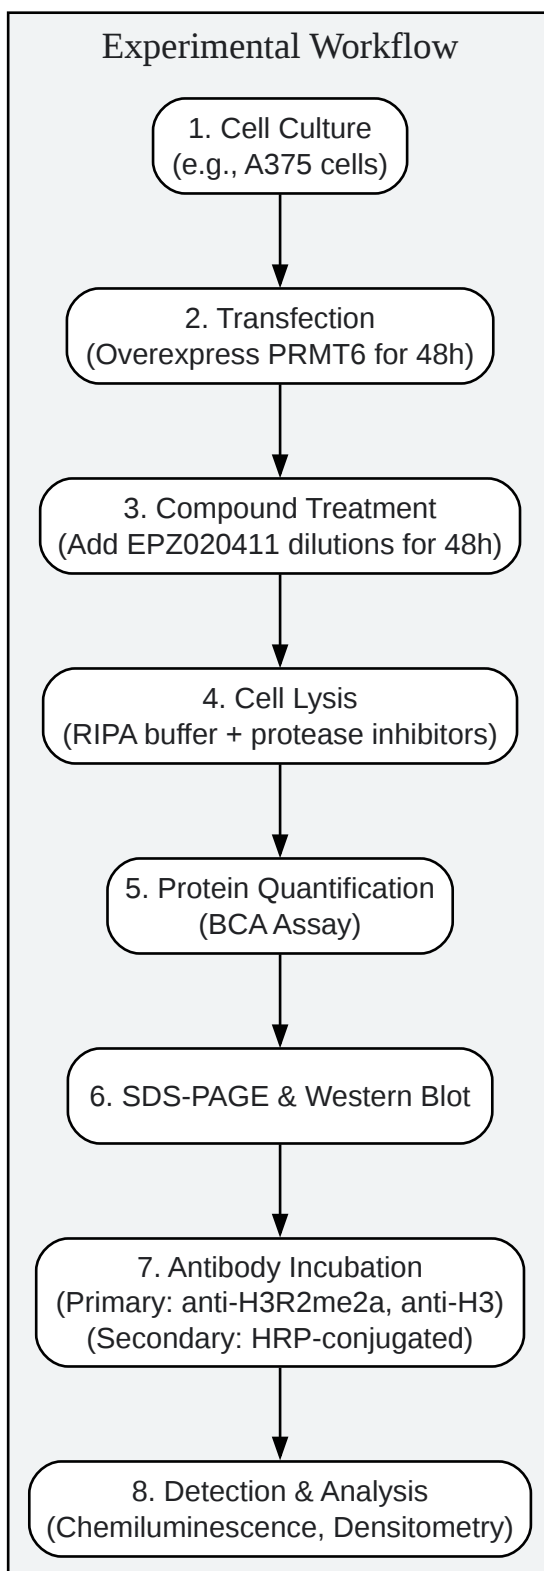 Experimental Workflow
1. Cell Culture
(e.g., A375 cells)
2. Transfection
(Overexpress PRMT6 for 48h)
3. Compound Treatment
(Add EPZ020411 dilutions for 48h)
4. Cell Lysis
(RIPA buffer + protease inhibitors)
5. Protein Quantification
(BCA Assay)
6. SDS-PAGE & Western Blot
7. Antibody Incubation
(Primary: anti-H3R2me2a, anti-H3)
(Secondary: HRP-conjugated)
8. Detection & Analysis
(Chemiluminescence, Densitometry)